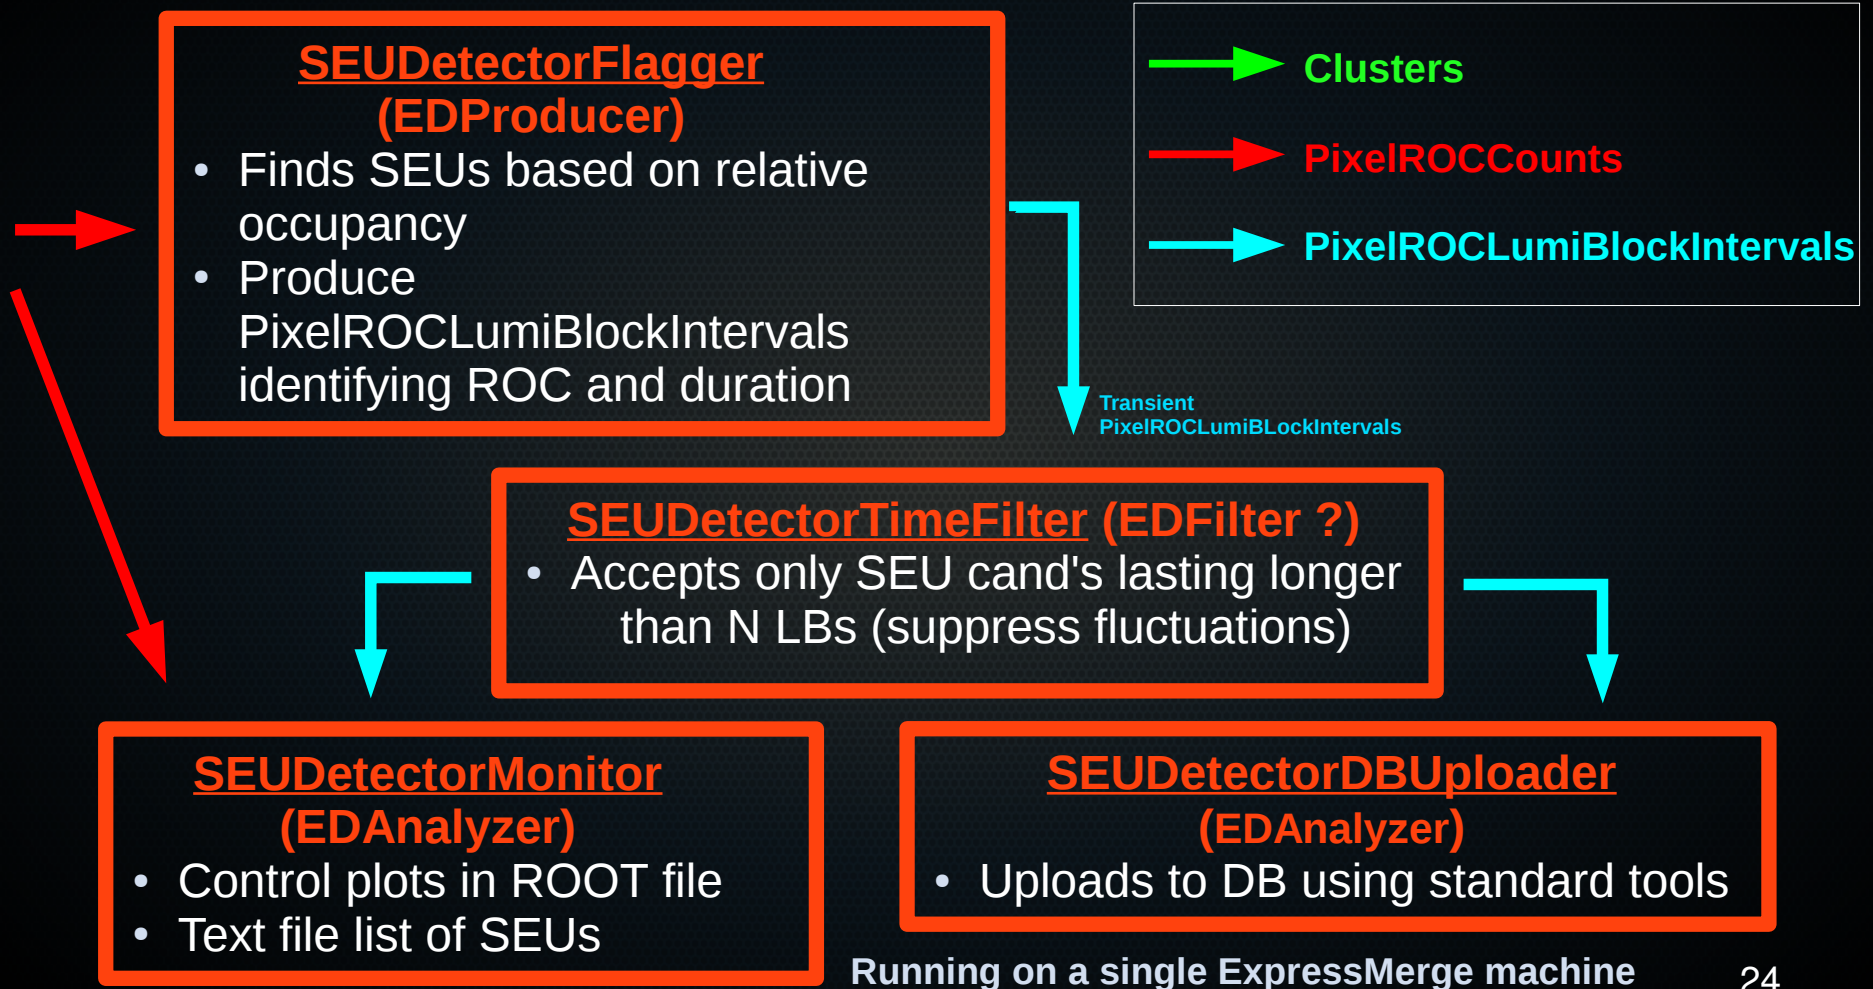 SEUDetectorFlagger
(EDProducer)
• Finds SEUs based on relative
occupancy
• Produce
PixelROCLumiBlockIntervals
identifying ROC and duration
Clusters
PixelROCCounts
PixelROCLumiBlockIntervals
Transient
PixelROCLumiBLockIntervals
SEUDetectorTimeFilter (EDFilter ?)
• Accepts only SEU cand's lasting longer
than N LBs (suppress fluctuations)
SEUDetectorMonitor
(EDAnalyzer)
• Control plots in ROOT file
• Text file list of SEUs
SEUDetectorDBUploader
(EDAnalyzer)
• Uploads to DB using standard tools
Running on a single ExpressMerge machine
24